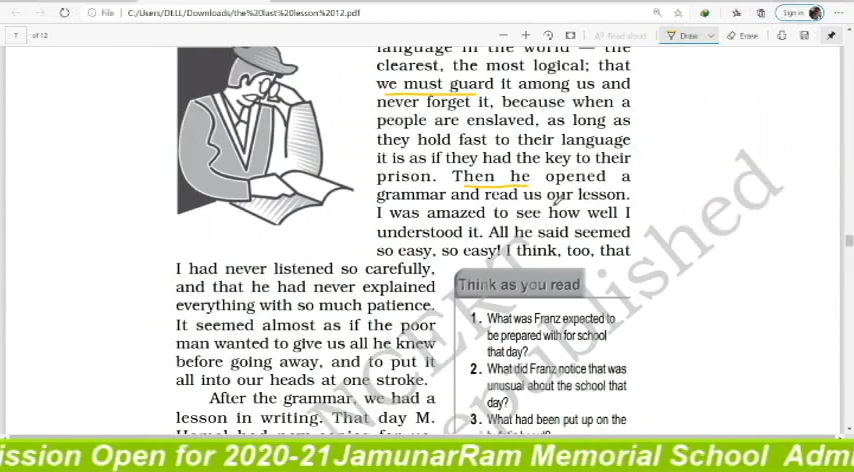 File | C:/Users/DELL/Downloads/the%20last%20lesson%2012.pdf
Sign in
7 of 12
Read aloud
Draw
Erase
language in the world — the
clearest, the most logical; that
we must guard it among us and
never forget it, because when a
people are enslaved, as long as
they hold fast to their language
it is as if they had the key to their
prison. Then he opened a
grammar and read us our lesson.
I was amazed to see how well I
understood it. All he said seemed
so easy, so easy! I think, too, that
I had never listened so carefully,
and that he had never explained
everything with so much patience.
It seemed almost as if the poor
man wanted to give us all he knew
before going away, and to put it
all into our heads at one stroke.
After the grammar, we had a
lesson in writing. That day M.
Think as you read
1. What was Franz expected to
be prepared with for school
that day?
2. What did Franz notice that was
unusual about the school that
day?
3. What had been put up on the
NCERT
republished
ission Open for 2020-21 JamunarRam Memorial School Admi